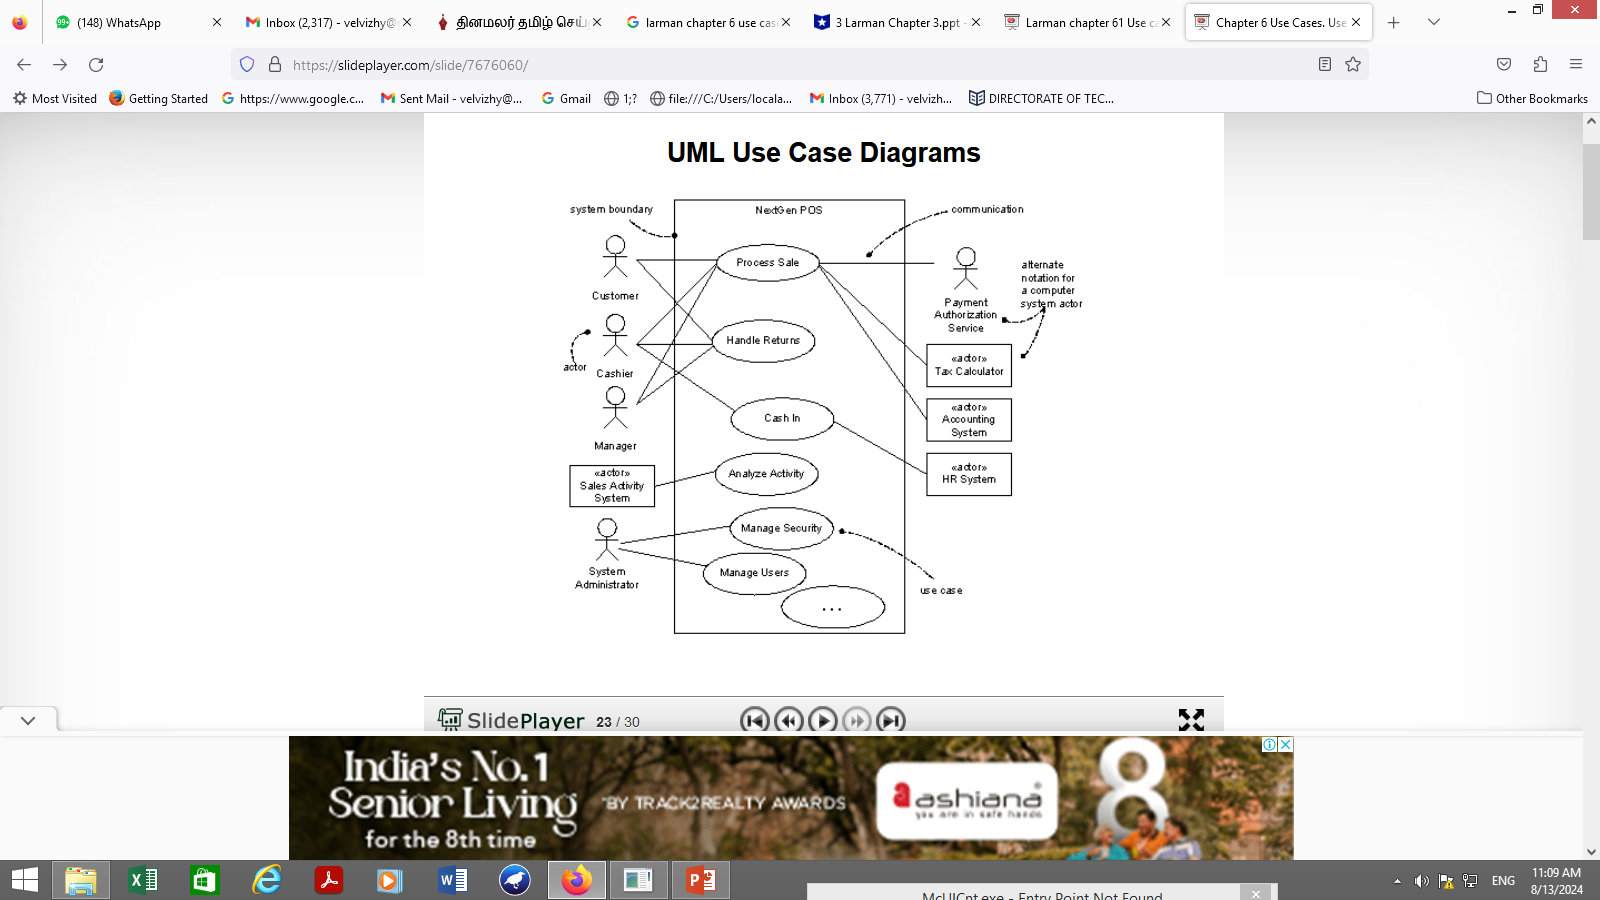 (148) WhatsApp
Inbox (2,317) - velvizhy@
தினமலர் தமிழ் செய்
larman chapter 6 use cas
3 Larman Chapter 3.ppt -
Larman chapter 61 Use ca
Chapter 6 Use Cases. Use
https://slideplayer.com/slide/7676060/
Most Visited
Getting Started
https://www.google.c...
Sent Mail - velvizhy@...
Gmail
1;?
file:///C:/Users/locala...
Inbox (3,771) - velvizh...
DIRECTORATE OF TEC...
Other Bookmarks
UML Use Case Diagrams
system boundary
NextGen POS
communication
Process Sale
Customer
alternate
notation for
a computer
system actor
Payment
Authorization
Service
Handle Returns
actor
Cashier
«actor»
Tax Calculator
Cash In
«actor»
Accounting
System
Manager
«actor»
Sales Activity
System
Analyze Activity
«actor»
HR System
Manage Security
System
Administrator
Manage Users
use case
...
SlidePlayer
23 / 30
India's No.1
Senior Living
for the 8th time
*BY TRACK2REALTY AWARDS
ashiana
you are in safe hands
8
ENG
11:09 AM
8/13/2024
McUICnt.exe - Entry Point Not Found